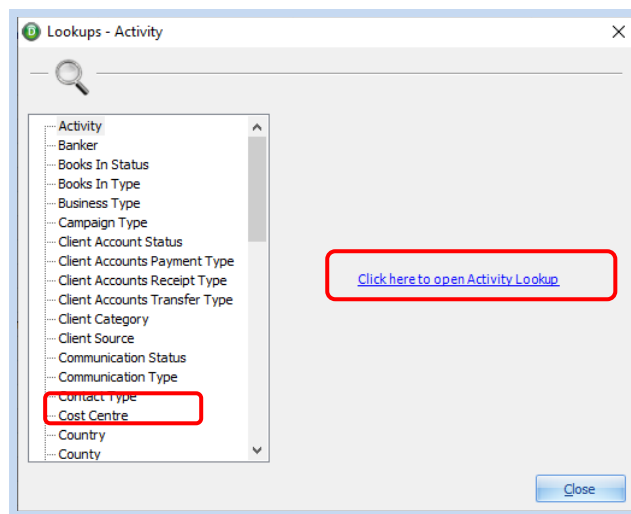 D Lookups - Activity
Activity
Banker
Books In Status
Books In Type
Business Type
Campaign Type
Client Account Status
Client Accounts Payment Type
Client Accounts Receipt Type
Client Accounts Transfer Type
Client Category
Client Source
Communication Status
Communication Type
Contact Type
Cost Centre
Country
County
Click here to open Activity Lookup
Close